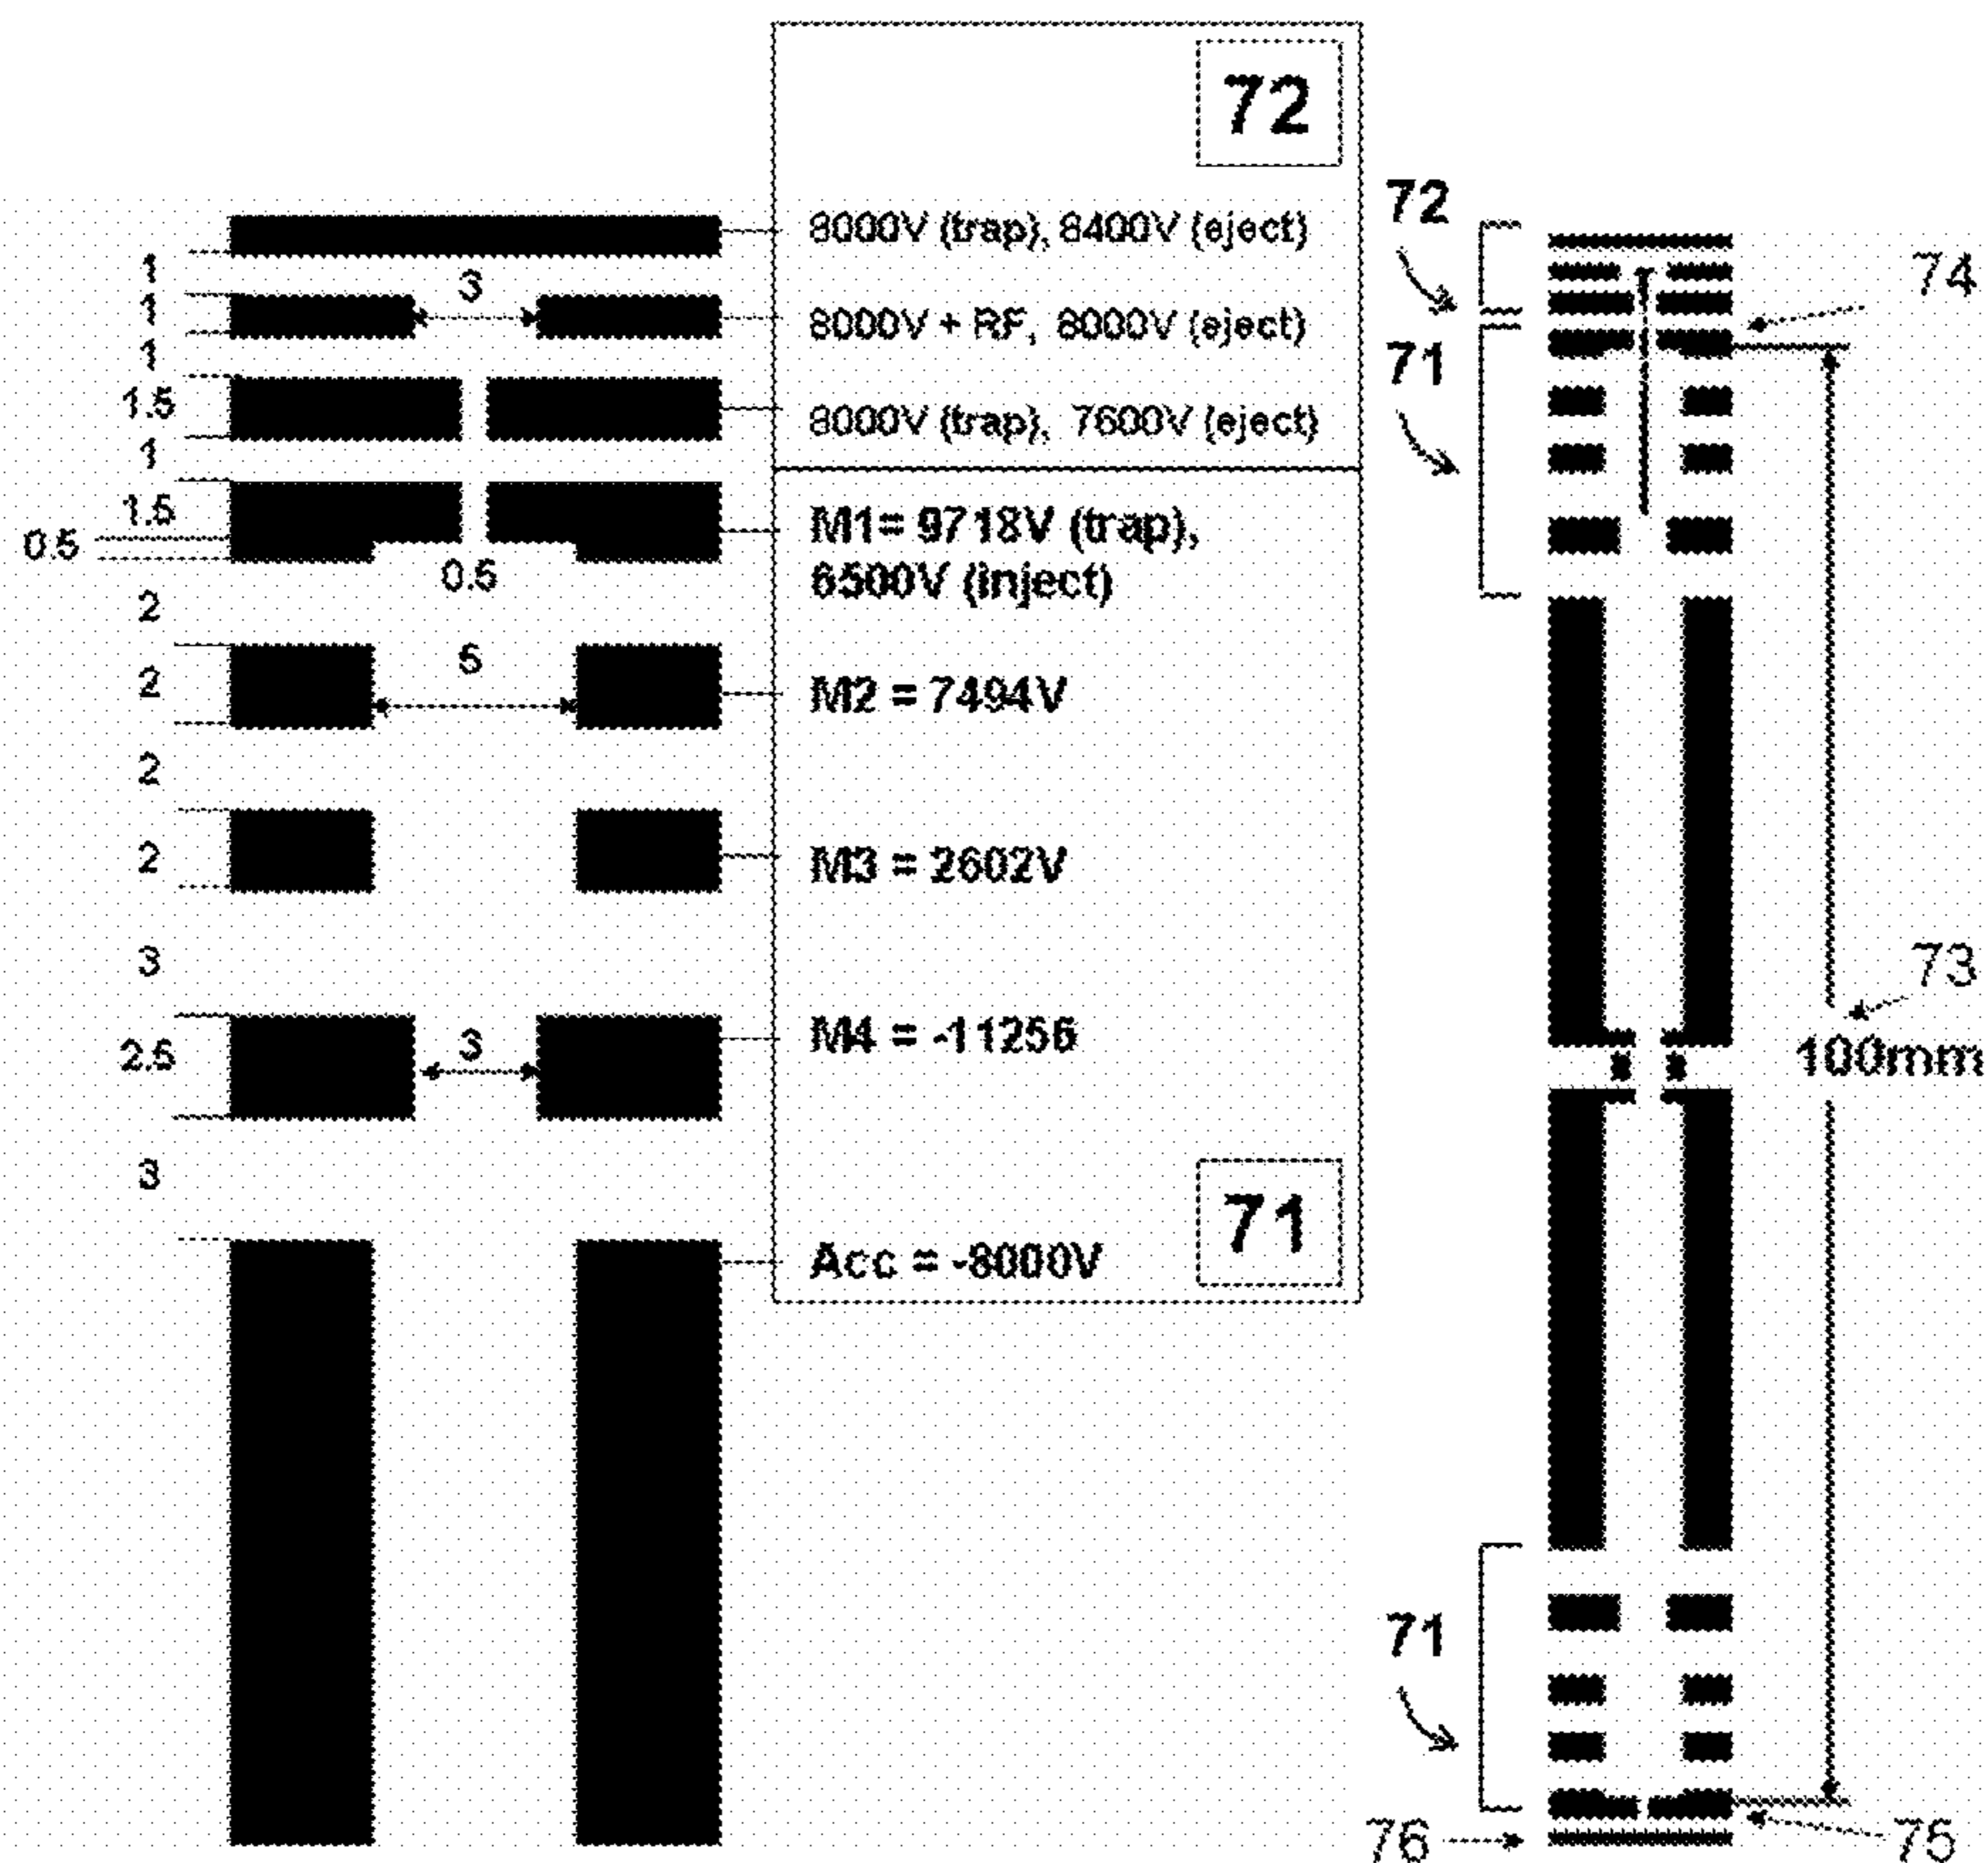 72
8000V (trap), 8400V (eject)
8000V + RF, 8000V (eject)
8000V (trap), 7600V (eject)
M1= 9718V (trap),
6500V (inject)
M2 = 7494V
M3 = 2602V
M4 = -11256
Acc = -8000V
71
1
1
1
1.5
1
1.5
0.5
2
2
2
2
3
2.5
3
3
0.5
5
3
72
71
74
73
100mm
71
76
75